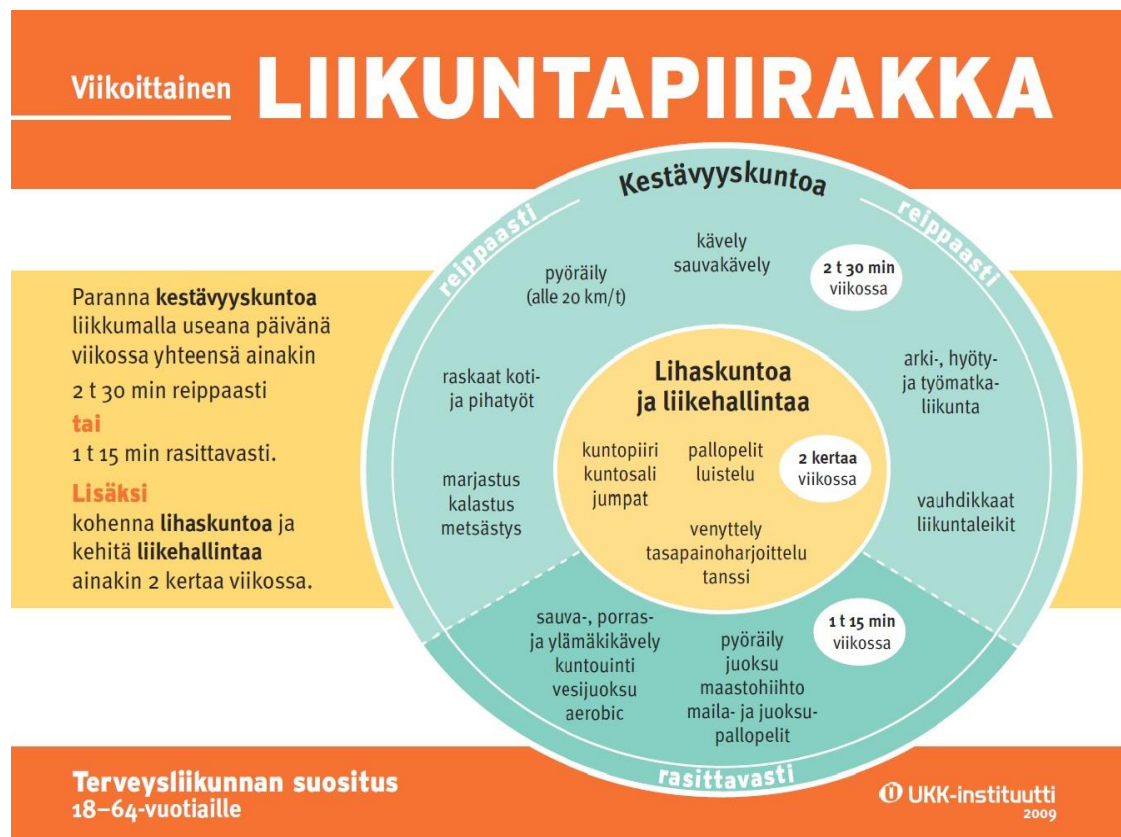 Viikoittainen LIIKUNTAPIIRAKKA
Paranna kestävyyskuntoa
liikkumalla useana päivänä
viikossa yhteensä ainakin
2 t 30 min reippaasti
tai
1 t 15 min rasittavasti.
Lisäksi
kohenna lihaskuntoa ja
kehitä liikehallintaa
ainakin 2 kertaa viikossa.
Kestävyyskuntoa
reippaasti
reippaasti
kävely
sauvakävely
2 t 30 min
viikossa
pyöräily
(alle 20 km/t)
raskaat koti-
ja pihatyöt
marjastus
kalastus
metsästys
arki-, hyöty-
ja työmatka-
liikunta
vauhdikkaat
liikuntaleikit
Lihaskuntoa
ja liikehallintaa
kuntopiiri
kuntosali
jumpat
pallopelit
luistelu
2 kertaa
viikossa
venyttely
tasapainoharjoittelu
tanssi
sauva-, porras-
ja ylämäkikävely
kuntouinti
vesijuoksu
aerobic
pyöräily
juoksu
maastohiihto
maila- ja juoksu-
pallopelit
1 t 15 min
viikossa
rasittavasti
Terveysliikunnan suositus
18–64-vuotiaille
UKK-instituutti
2009